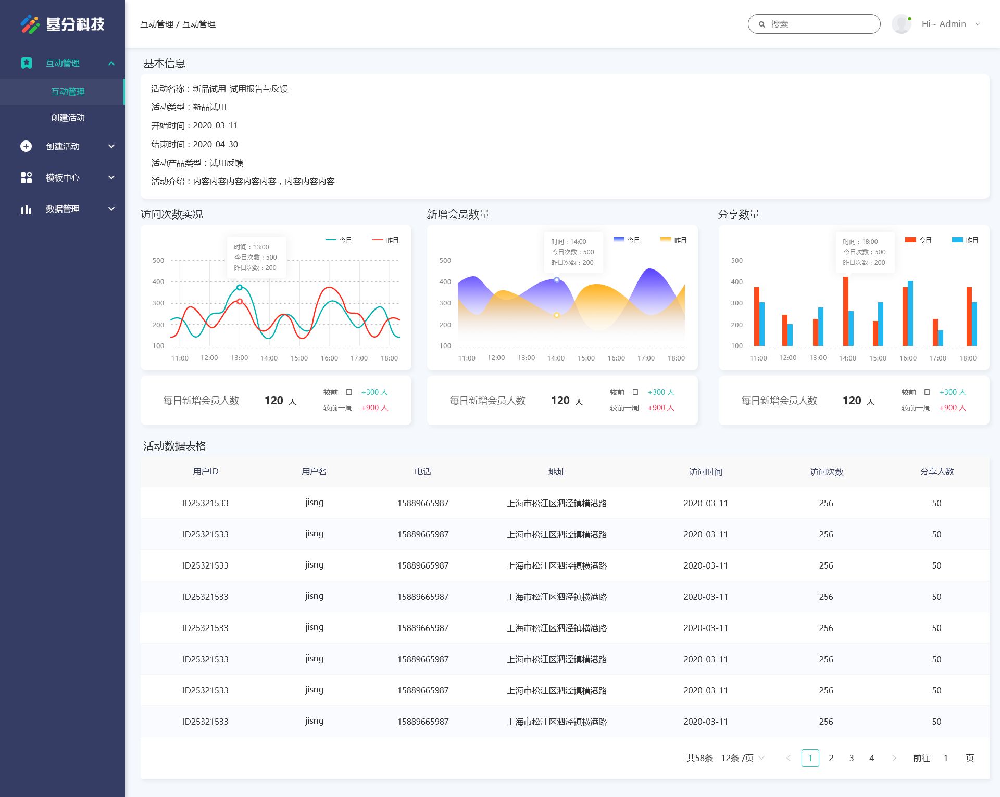 基分科技
互动管理
互动管理
创建活动
创建活动
模板中心
数据管理
互动管理 / 互动管理
搜索
Hi~ Admin
基本信息
活动名称：新品试用-试用报告与反馈
活动类型：新品试用
开始时间：2020-03-11
结束时间：2020-04-30
活动产品类型：试用反馈
活动介绍：内容内容内容内容内容，内容内容内容
访问次数实况
今日 昨日
时间：13:00
今日次数：500
昨日次数：200
500
400
300
200
100
11:00 12:00 13:00 14:00 15:00 16:00 17:00 18:00
新增会员数量
今日 昨日
时间：14:00
今日次数：500
昨日次数：200
500
400
300
200
100
11:00 12:00 13:00 14:00 15:00 16:00 17:00 18:00
分享数量
今日 昨日
时间：18:00
今日次数：500
昨日次数：200
500
400
300
200
100
11:00 12:00 13:00 14:00 15:00 16:00 17:00 18:00
每日新增会员人数 120 人
较前一日 +300 人
较前一周 +900 人
每日新增会员人数 120 人
较前一日 +300 人
较前一周 +900 人
每日新增会员人数 120 人
较前一日 +300 人
较前一周 +900 人
活动数据表格
用户ID 用户名 电话 地址 访问时间 访问次数 分享人数
ID25321533 jisng 15889665987 上海市松江区泗泾镇横港路 2020-03-11 256 50
ID25321533 jisng 15889665987 上海市松江区泗泾镇横港路 2020-03-11 256 50
ID25321533 jisng 15889665987 上海市松江区泗泾镇横港路 2020-03-11 256 50
ID25321533 jisng 15889665987 上海市松江区泗泾镇横港路 2020-03-11 256 50
ID25321533 jisng 15889665987 上海市松江区泗泾镇横港路 2020-03-11 256 50
ID25321533 jisng 15889665987 上海市松江区泗泾镇横港路 2020-03-11 256 50
ID25321533 jisng 15889665987 上海市松江区泗泾镇横港路 2020-03-11 256 50
ID25321533 jisng 15889665987 上海市松江区泗泾镇横港路 2020-03-11 256 50
共58条 12条 /页 1 2 3 4 前往 1 页